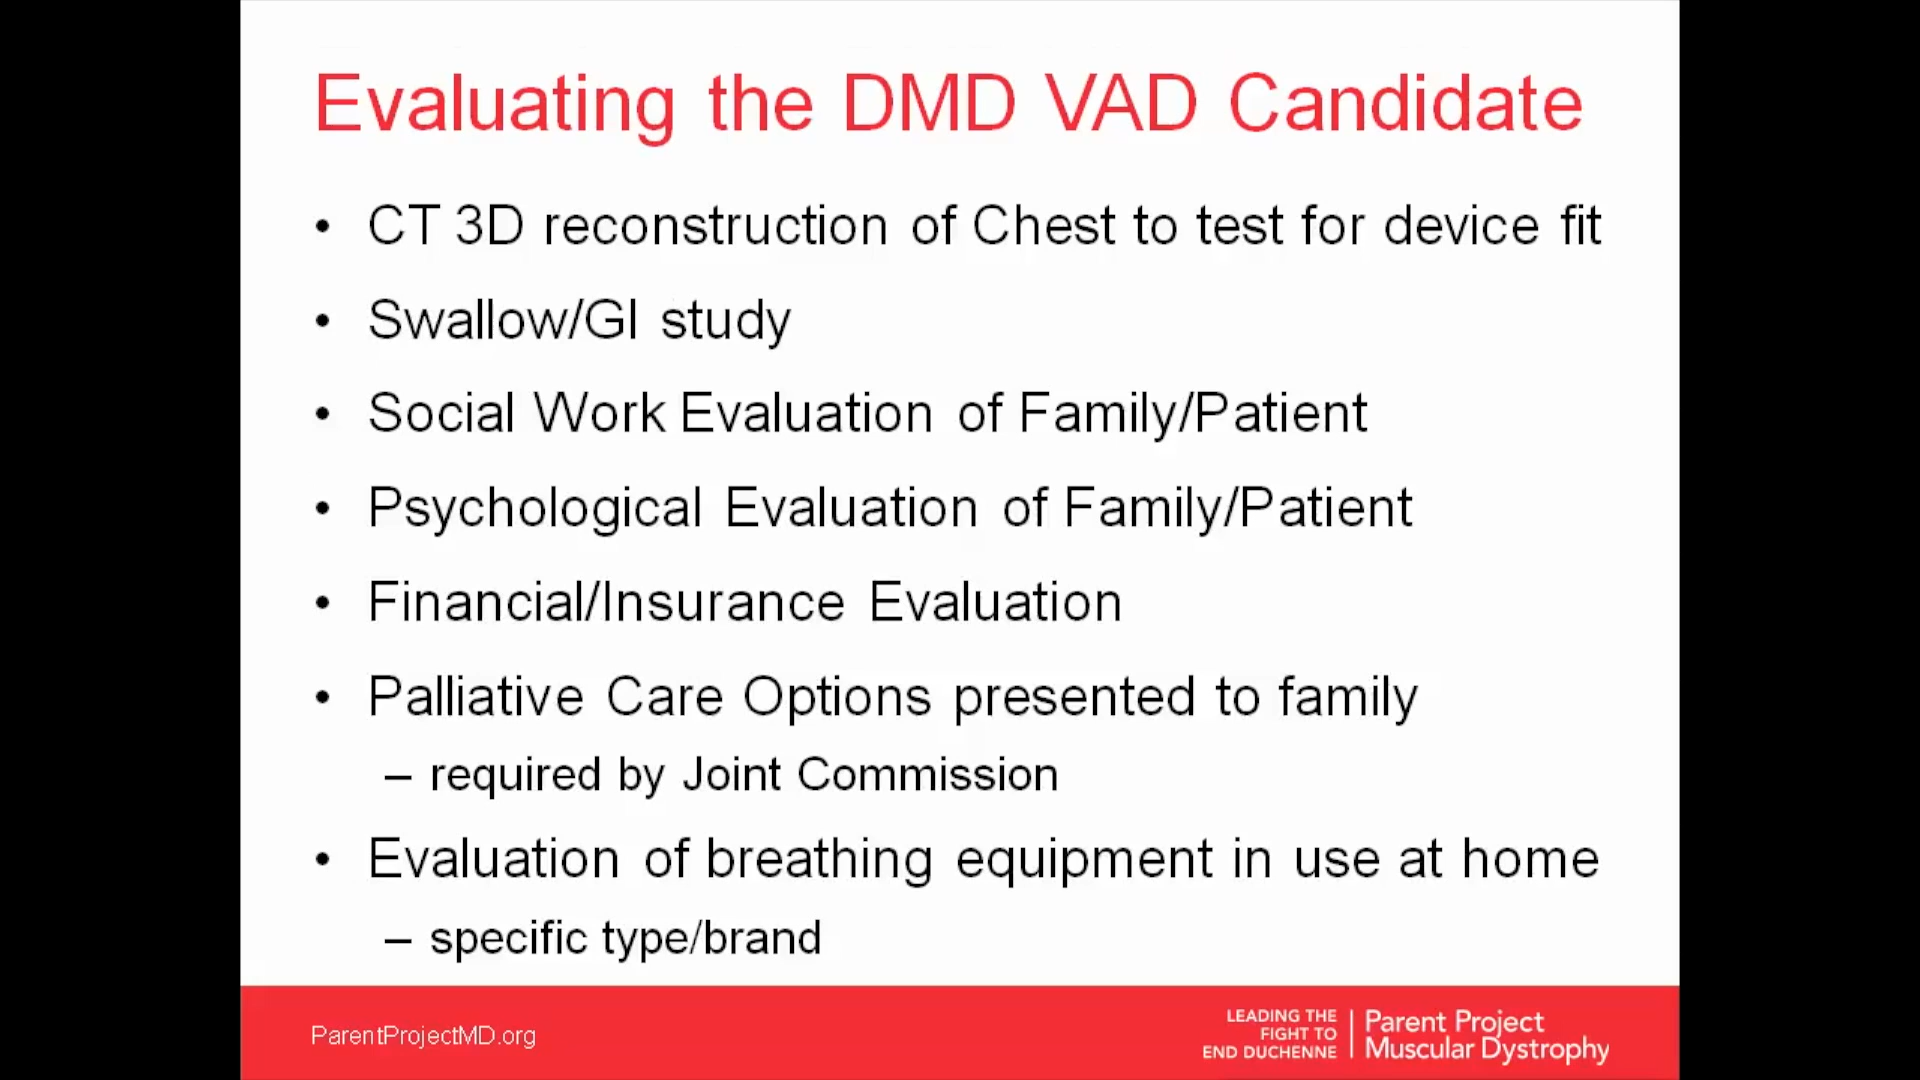 Evaluating the DMD VAD Candidate
• CT 3D reconstruction of Chest to test for device fit
• Swallow/GI study
• Social Work Evaluation of Family/Patient
• Psychological Evaluation of Family/Patient
• Financial/Insurance Evaluation
• Palliative Care Options presented to family
– required by Joint Commission
• Evaluation of breathing equipment in use at home
– specific type/brand
ParentProjectMD.org
LEADING THE
FIGHT TO
END DUCHENNE
Parent Project
Muscular Dystrophy